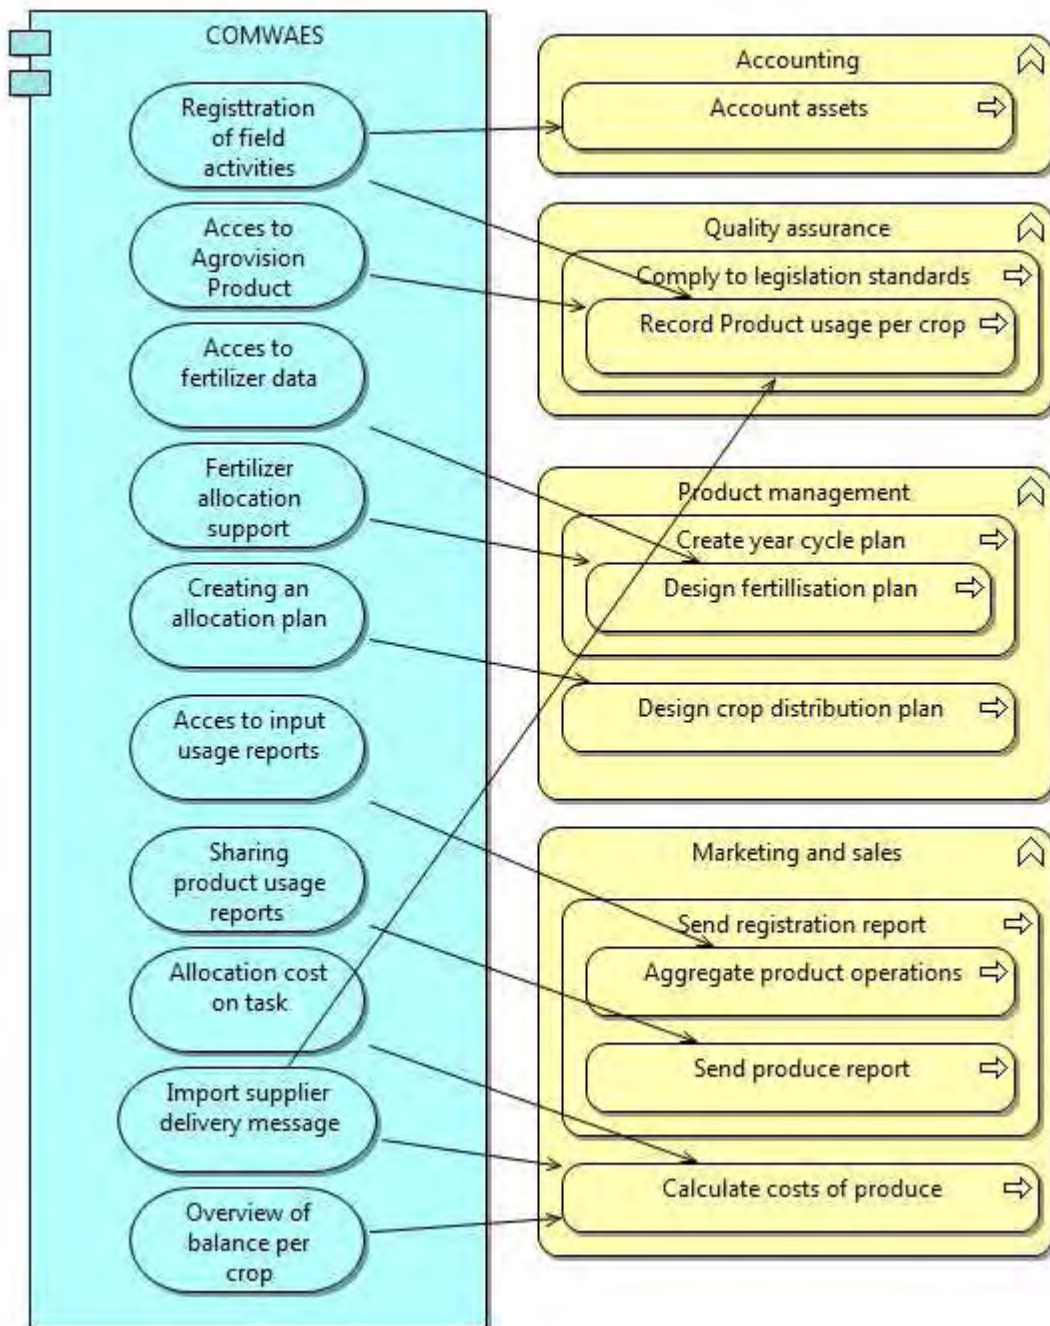 COMWAES
Registtration
of field
activities
Acces to
Agrovision
Product
Acces to
fertilizer data
Fertilizer
allocation
support
Creating an
allocation plan
Acces to input
usage reports
Sharing
product usage
reports
Allocation cost
on task
Import supplier
delivery message
Overview of
balance per
crop
Accounting
Account assets
Quality assurance
Comply to legislation standards
Record Product usage per crop
Product management
Create year cycle plan
Design fertillisation plan
Design crop distribution plan
Marketing and sales
Send registration report
Aggregate product operations
Send produce report
Calculate costs of produce